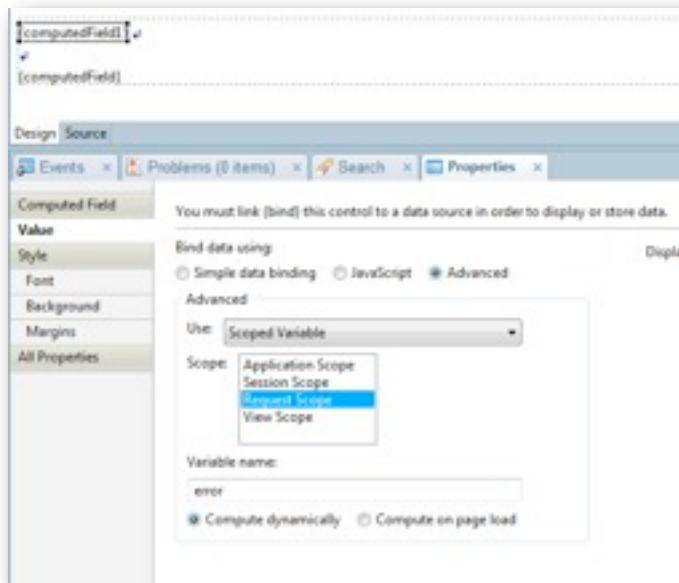 {computedField1}
{computedField}
Design Source
Events Problems (0 items) Search Properties
Computed Field
Value
Style
Font
Background
Margins
All Properties
You must link (bind) this control to a data source in order to display or store data.
Bind data using:
Displa
Simple data binding JavaScript Advanced
Advanced
Use: Scoped Variable
Scope: Application Scope
Session Scope
Request Scope
View Scope
Variable name:
error
Compute dynamically Compute on page load